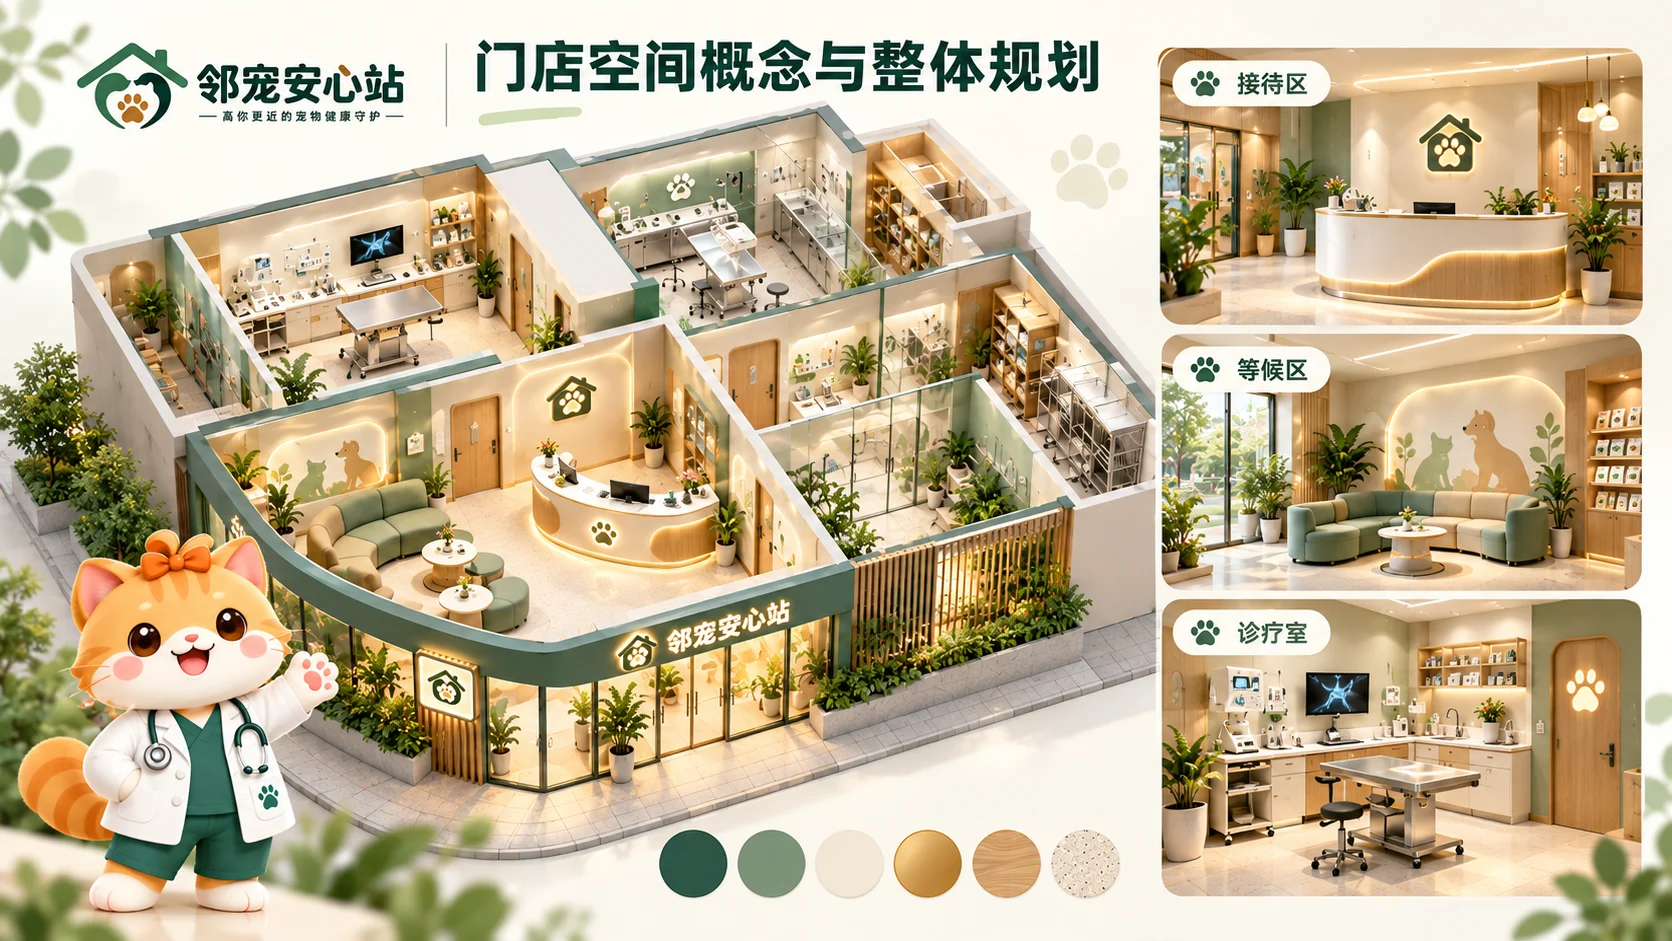 邻宠安心站
离你更近的宠物健康守护
门店空间概念与整体规划
接待区
等候区
诊疗室
邻宠安心站